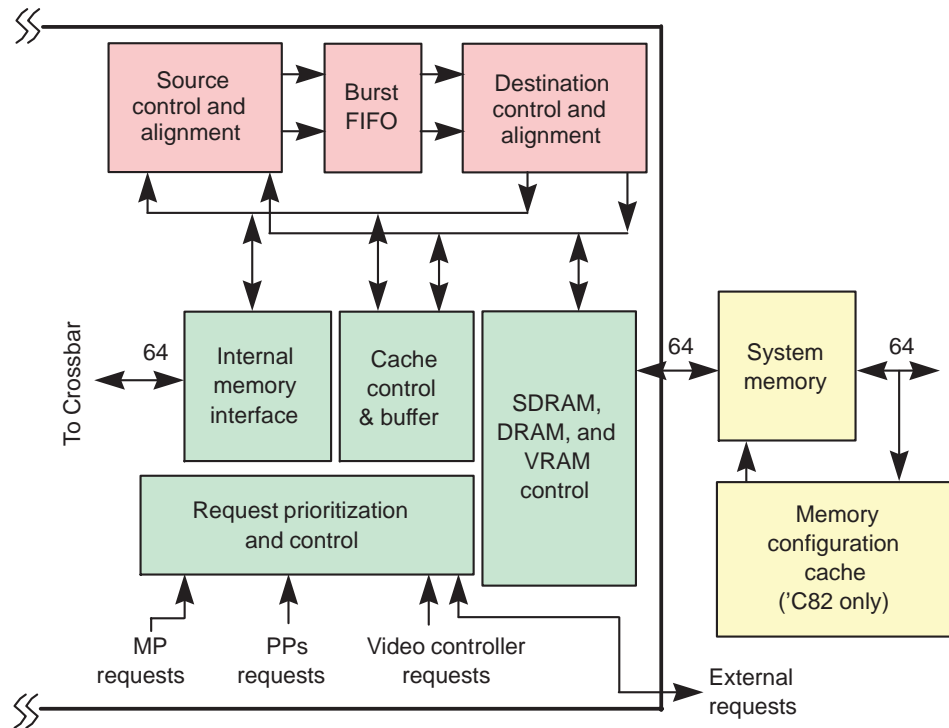 Source
control and
alignment
Burst
FIFO
Destination
control and
alignment
To Crossbar
64
Internal
memory
interface
Cache
control
& buffer
SDRAM,
DRAM, and
VRAM
control
64
System
memory
64
Request prioritization
and control
Memory
configuration
cache
(’C82 only)
MP
requests
PPs
requests
Video controller
requests
External
requests